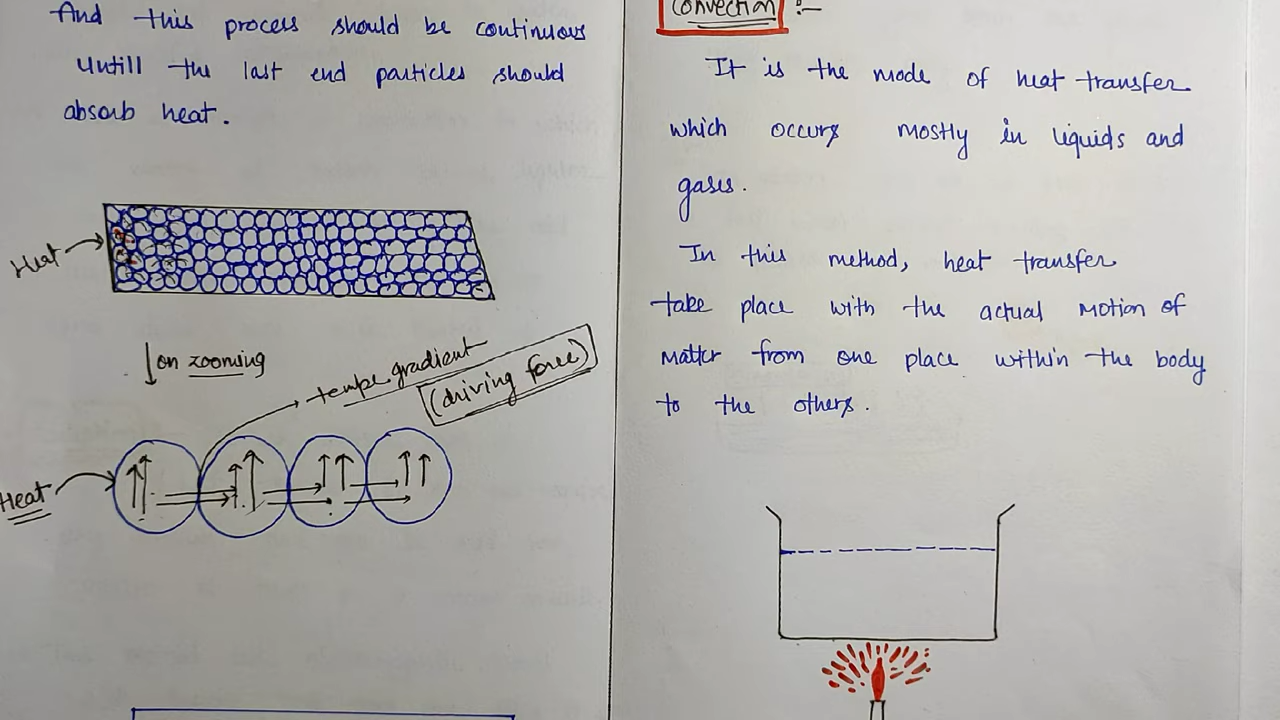 And this process should be continuous
Untill the last end particles should
absorb heat.
Heat
on zooming
tempe gradient
(driving force)
Heat
Convection :-
It is the mode of heat transfer
which occurs mostly in liquids and
gases.
In this method, heat transfer
take place with the actual motion of
matter from one place within the body
to the others.